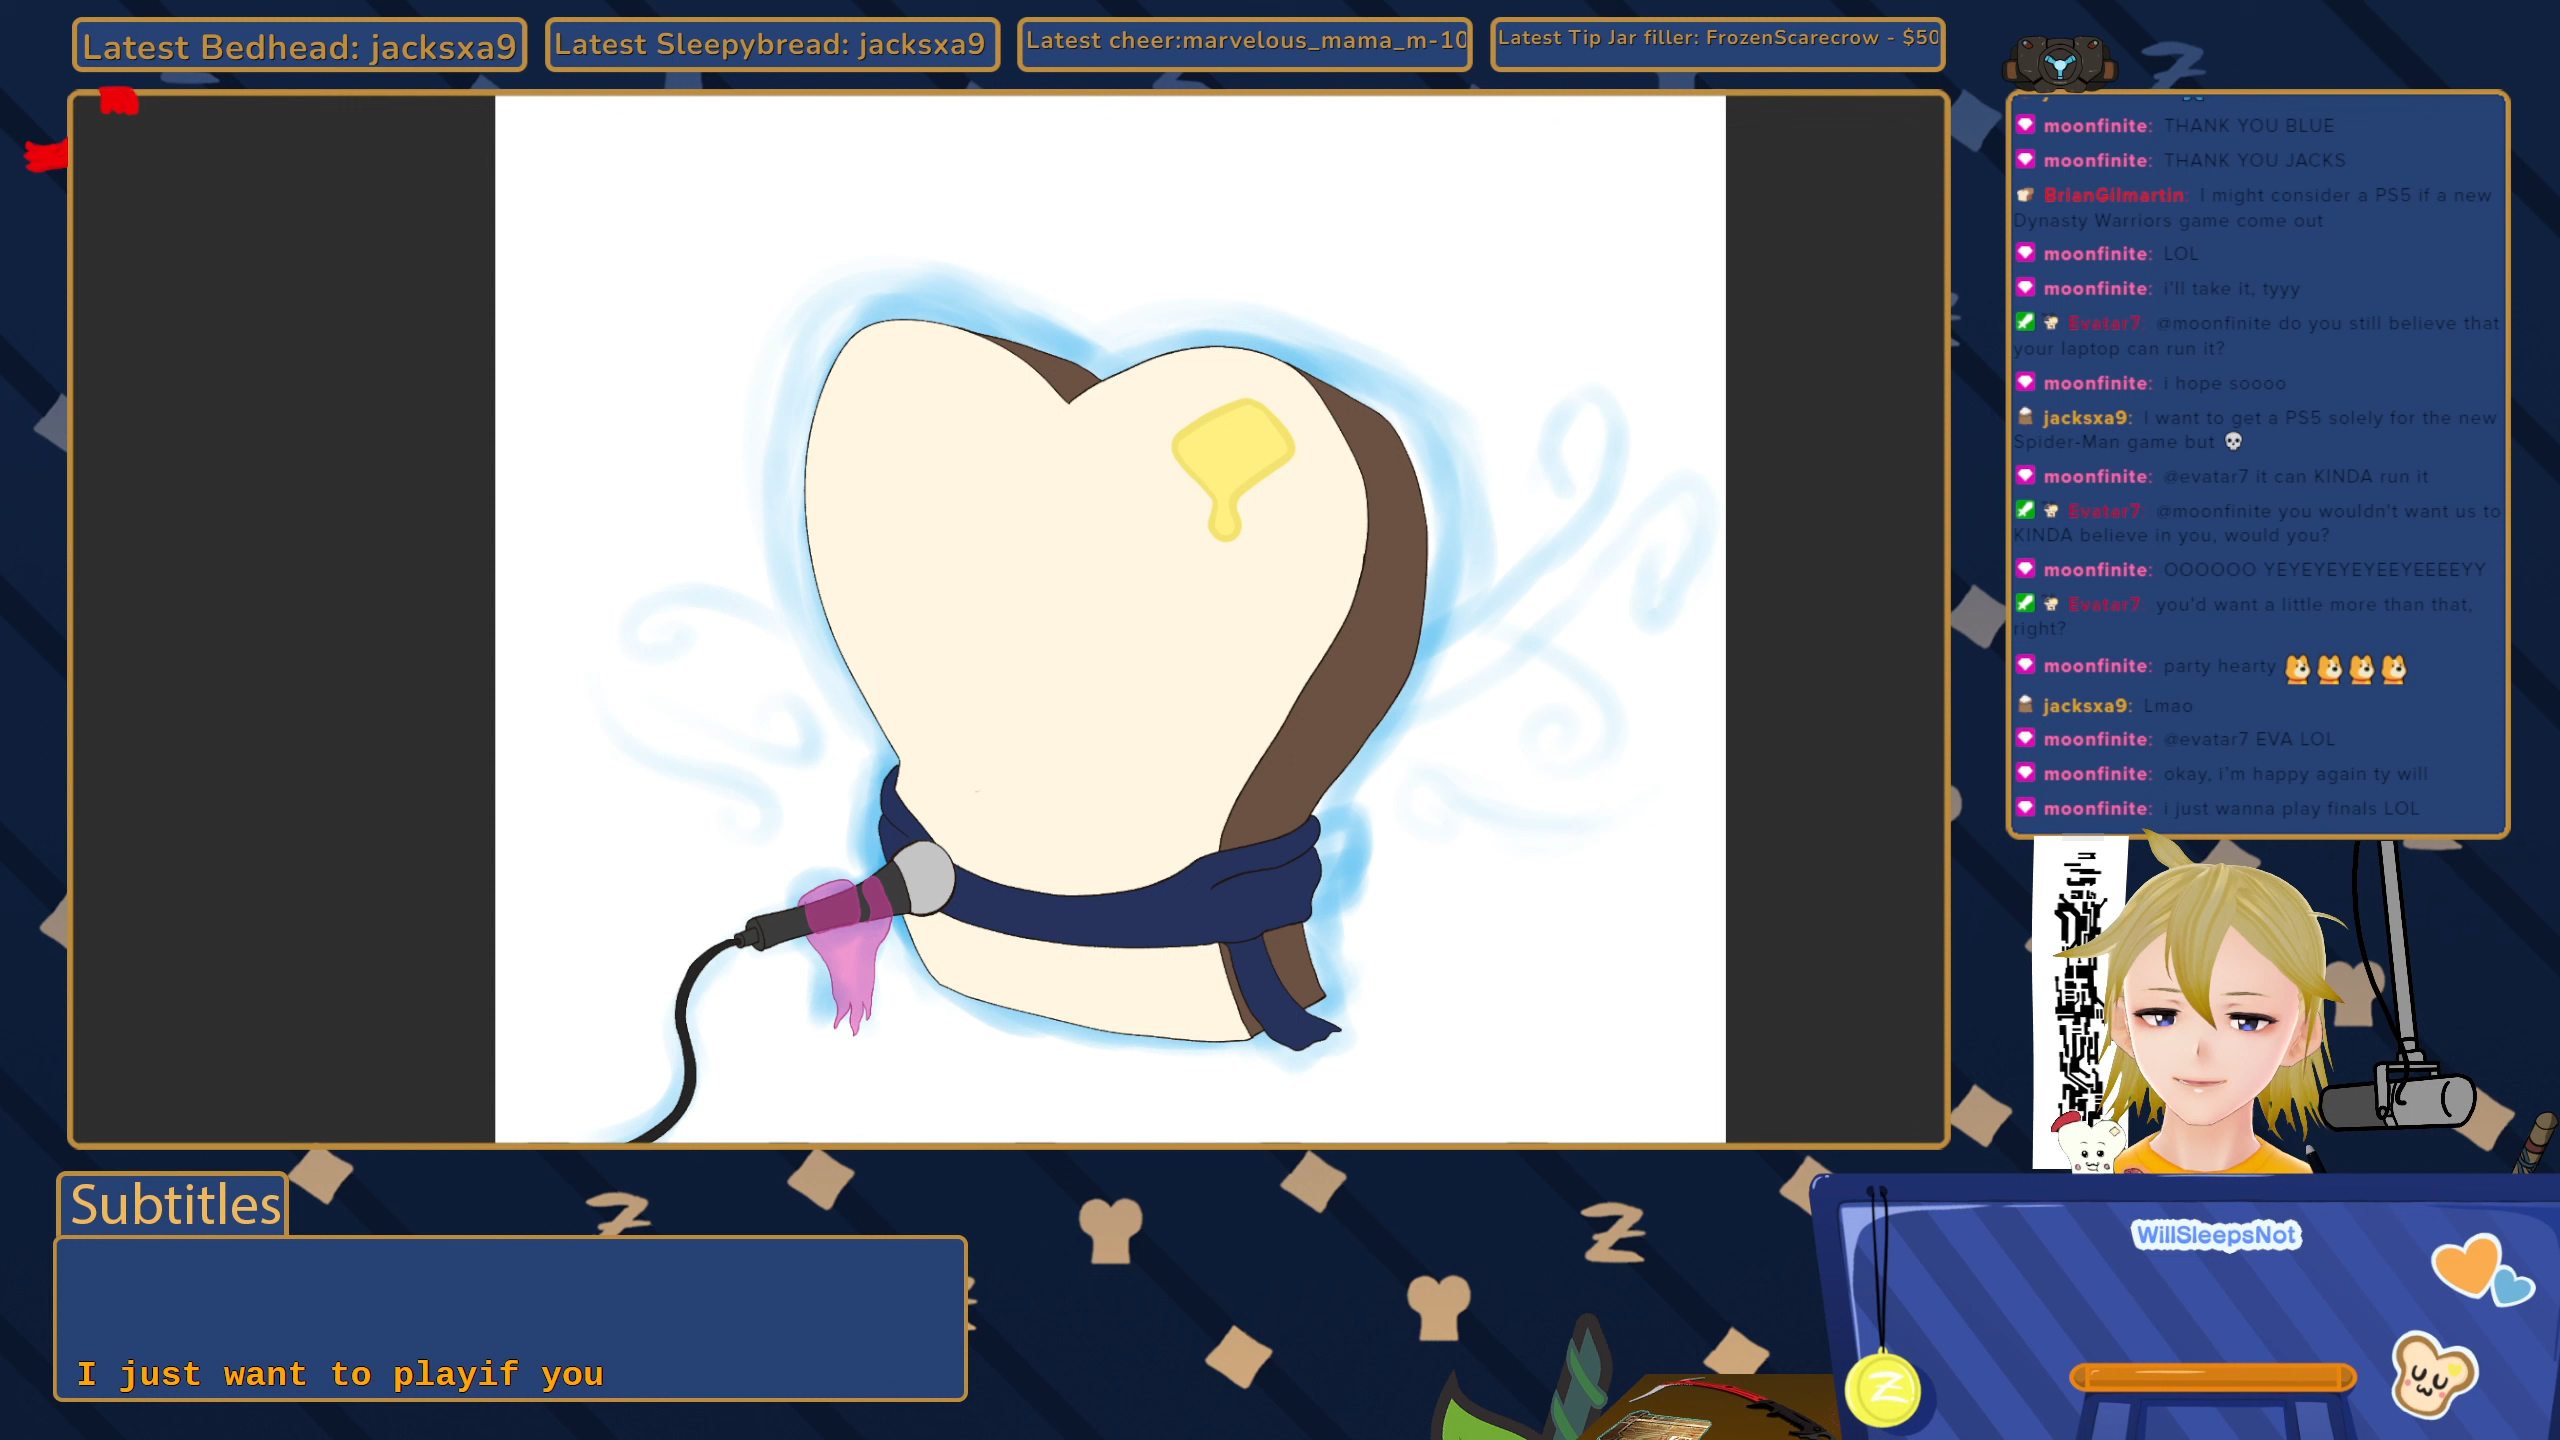 Latest Bedhead: jacksxa9
Latest Sleepybread: jacksxa9
Latest cheer:marvelous_mama_m-10
Latest Tip Jar filler: FrozenScarecrow - $50
moonfinite: THANK YOU BLUE
moonfinite: THANK YOU JACKS
BrianGilmartin: I might consider a PS5 if a new
Dynasty Warriors game come out
moonfinite: LOL
moonfinite: i'll take it, tyyy
Evatar7: @moonfinite do you still believe that
your laptop can run it?
moonfinite: i hope soooo
jacksxa9: I want to get a PS5 solely for the new
Spider-Man game but 💀
moonfinite: @evatar7 it can KINDA run it
Evatar7: @moonfinite you wouldn't want us to
KINDA believe in you, would you?
moonfinite: OOOOOO YEYEYEYEYEEYEEEEYY
Evatar7: you'd want a little more than that,
right?
moonfinite: party hearty
jacksxa9: Lmao
moonfinite: @evatar7 EVA LOL
moonfinite: okay, i'm happy again ty will
moonfinite: i just wanna play finals LOL
Subtitles
I just want to playif you
WillSleepsNot
Z